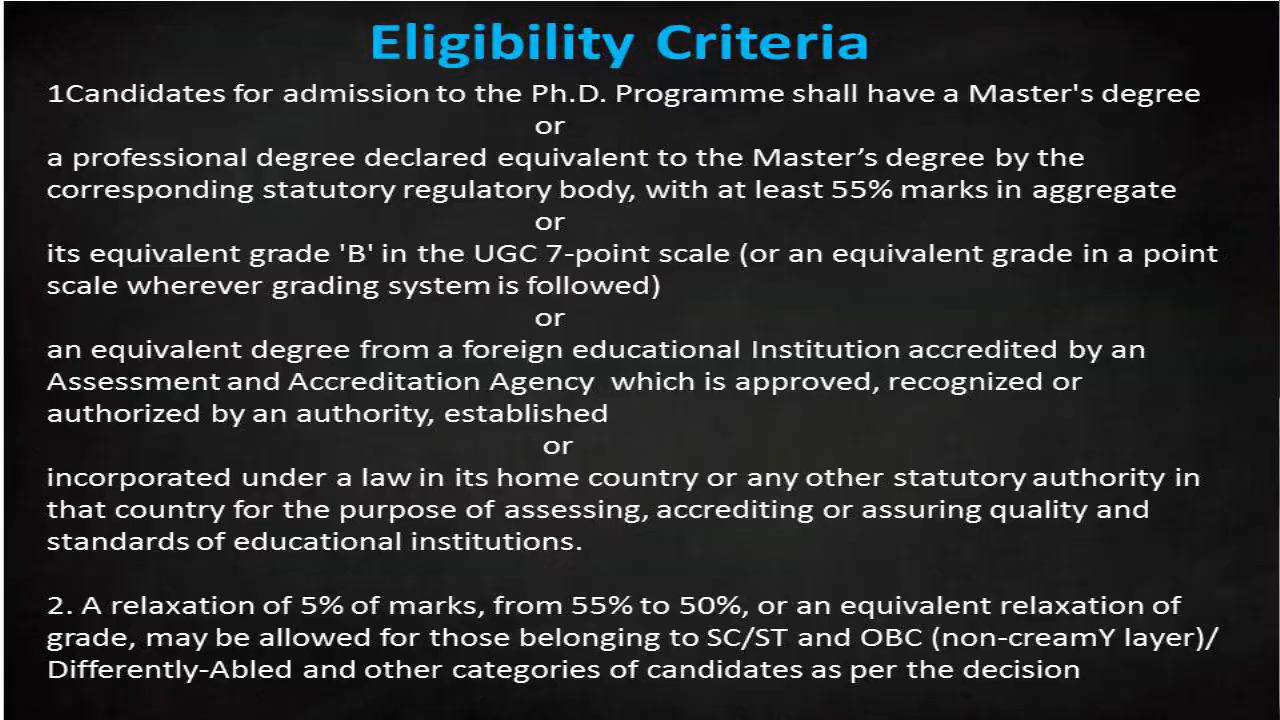 Eligibility Criteria
1Candidates for admission to the Ph.D. Programme shall have a Master's degree
or
a professional degree declared equivalent to the Master’s degree by the
corresponding statutory regulatory body, with at least 55% marks in aggregate
or
its equivalent grade 'B' in the UGC 7-point scale (or an equivalent grade in a point
scale wherever grading system is followed)
or
an equivalent degree from a foreign educational Institution accredited by an
Assessment and Accreditation Agency which is approved, recognized or
authorized by an authority, established
or
incorporated under a law in its home country or any other statutory authority in
that country for the purpose of assessing, accrediting or assuring quality and
standards of educational institutions.
2. A relaxation of 5% of marks, from 55% to 50%, or an equivalent relaxation of
grade, may be allowed for those belonging to SC/ST and OBC (non-creamY layer)/
Differently-Abled and other categories of candidates as per the decision